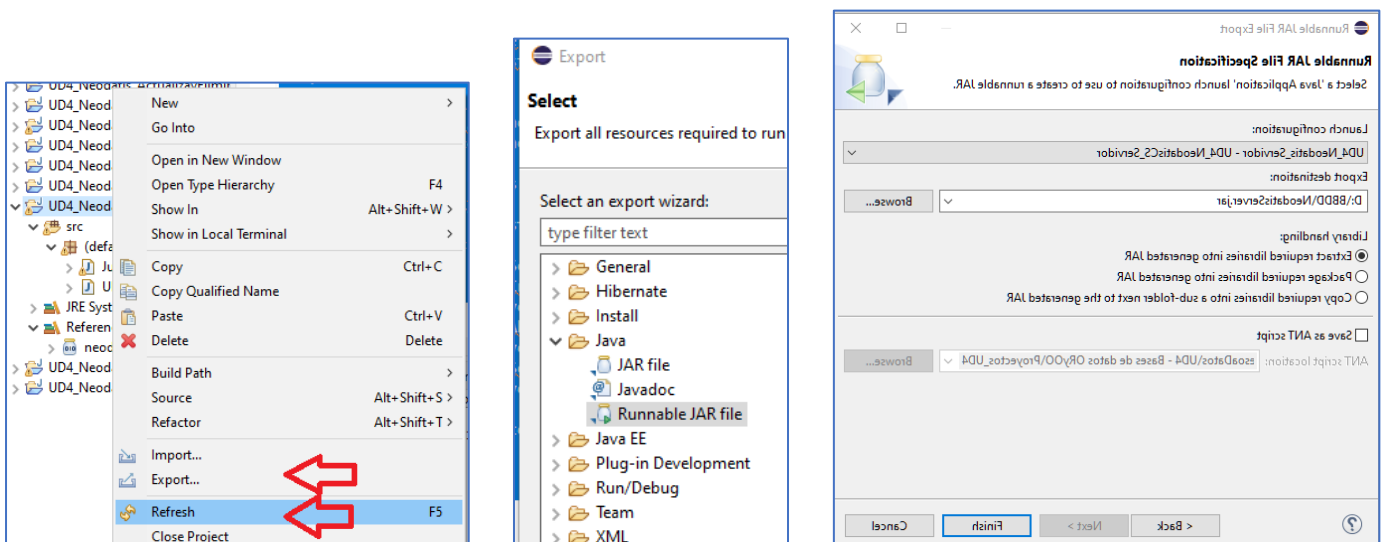 UD4_Neodatis_ActualizayElimit
UD4_Neod
UD4_Neod
UD4_Neod
UD4_Neod
UD4_Neod
UD4_Neod
src
(defa
Ju
U
JRE Syst
Referen
neod
UD4_Neod
UD4_Neod
New
Go Into
Open in New Window
Open Type Hierarchy F4
Show In Alt+Shift+W >
Show in Local Terminal
Copy Ctrl+C
Copy Qualified Name
Paste Ctrl+V
Delete Delete
Build Path
Source Alt+Shift+S >
Refactor Alt+Shift+T >
Import...
Export...
Refresh F5
Close Project
Export
Select
Export all resources required to run
Select an export wizard:
type filter text
General
Hibernate
Install
Java
JAR file
Javadoc
Runnable JAR file
Java EE
Plug-in Development
Run/Debug
Team
XML
Runnable JAR File Export
Runnable JAR File Specification
Select a 'Java Application' launch configuration to use to create a runnable JAR.
Launch configuration:
UD4_Neodatis_Servidor - UD4_NeodatisCS_Servidor
Export destination:
D:\BBDD\NeodatisServer.jar
Browse...
Library handling:
Extract required libraries into generated JAR
Package required libraries into generated JAR
Copy required libraries into a sub-folder next to the generated JAR
Save as ANT script
ANT script location: esoaDatos\UD4 - Bases de datos ORyOO\Proyectos_UD4
Browse...
< Back
Next >
Finish
Cancel